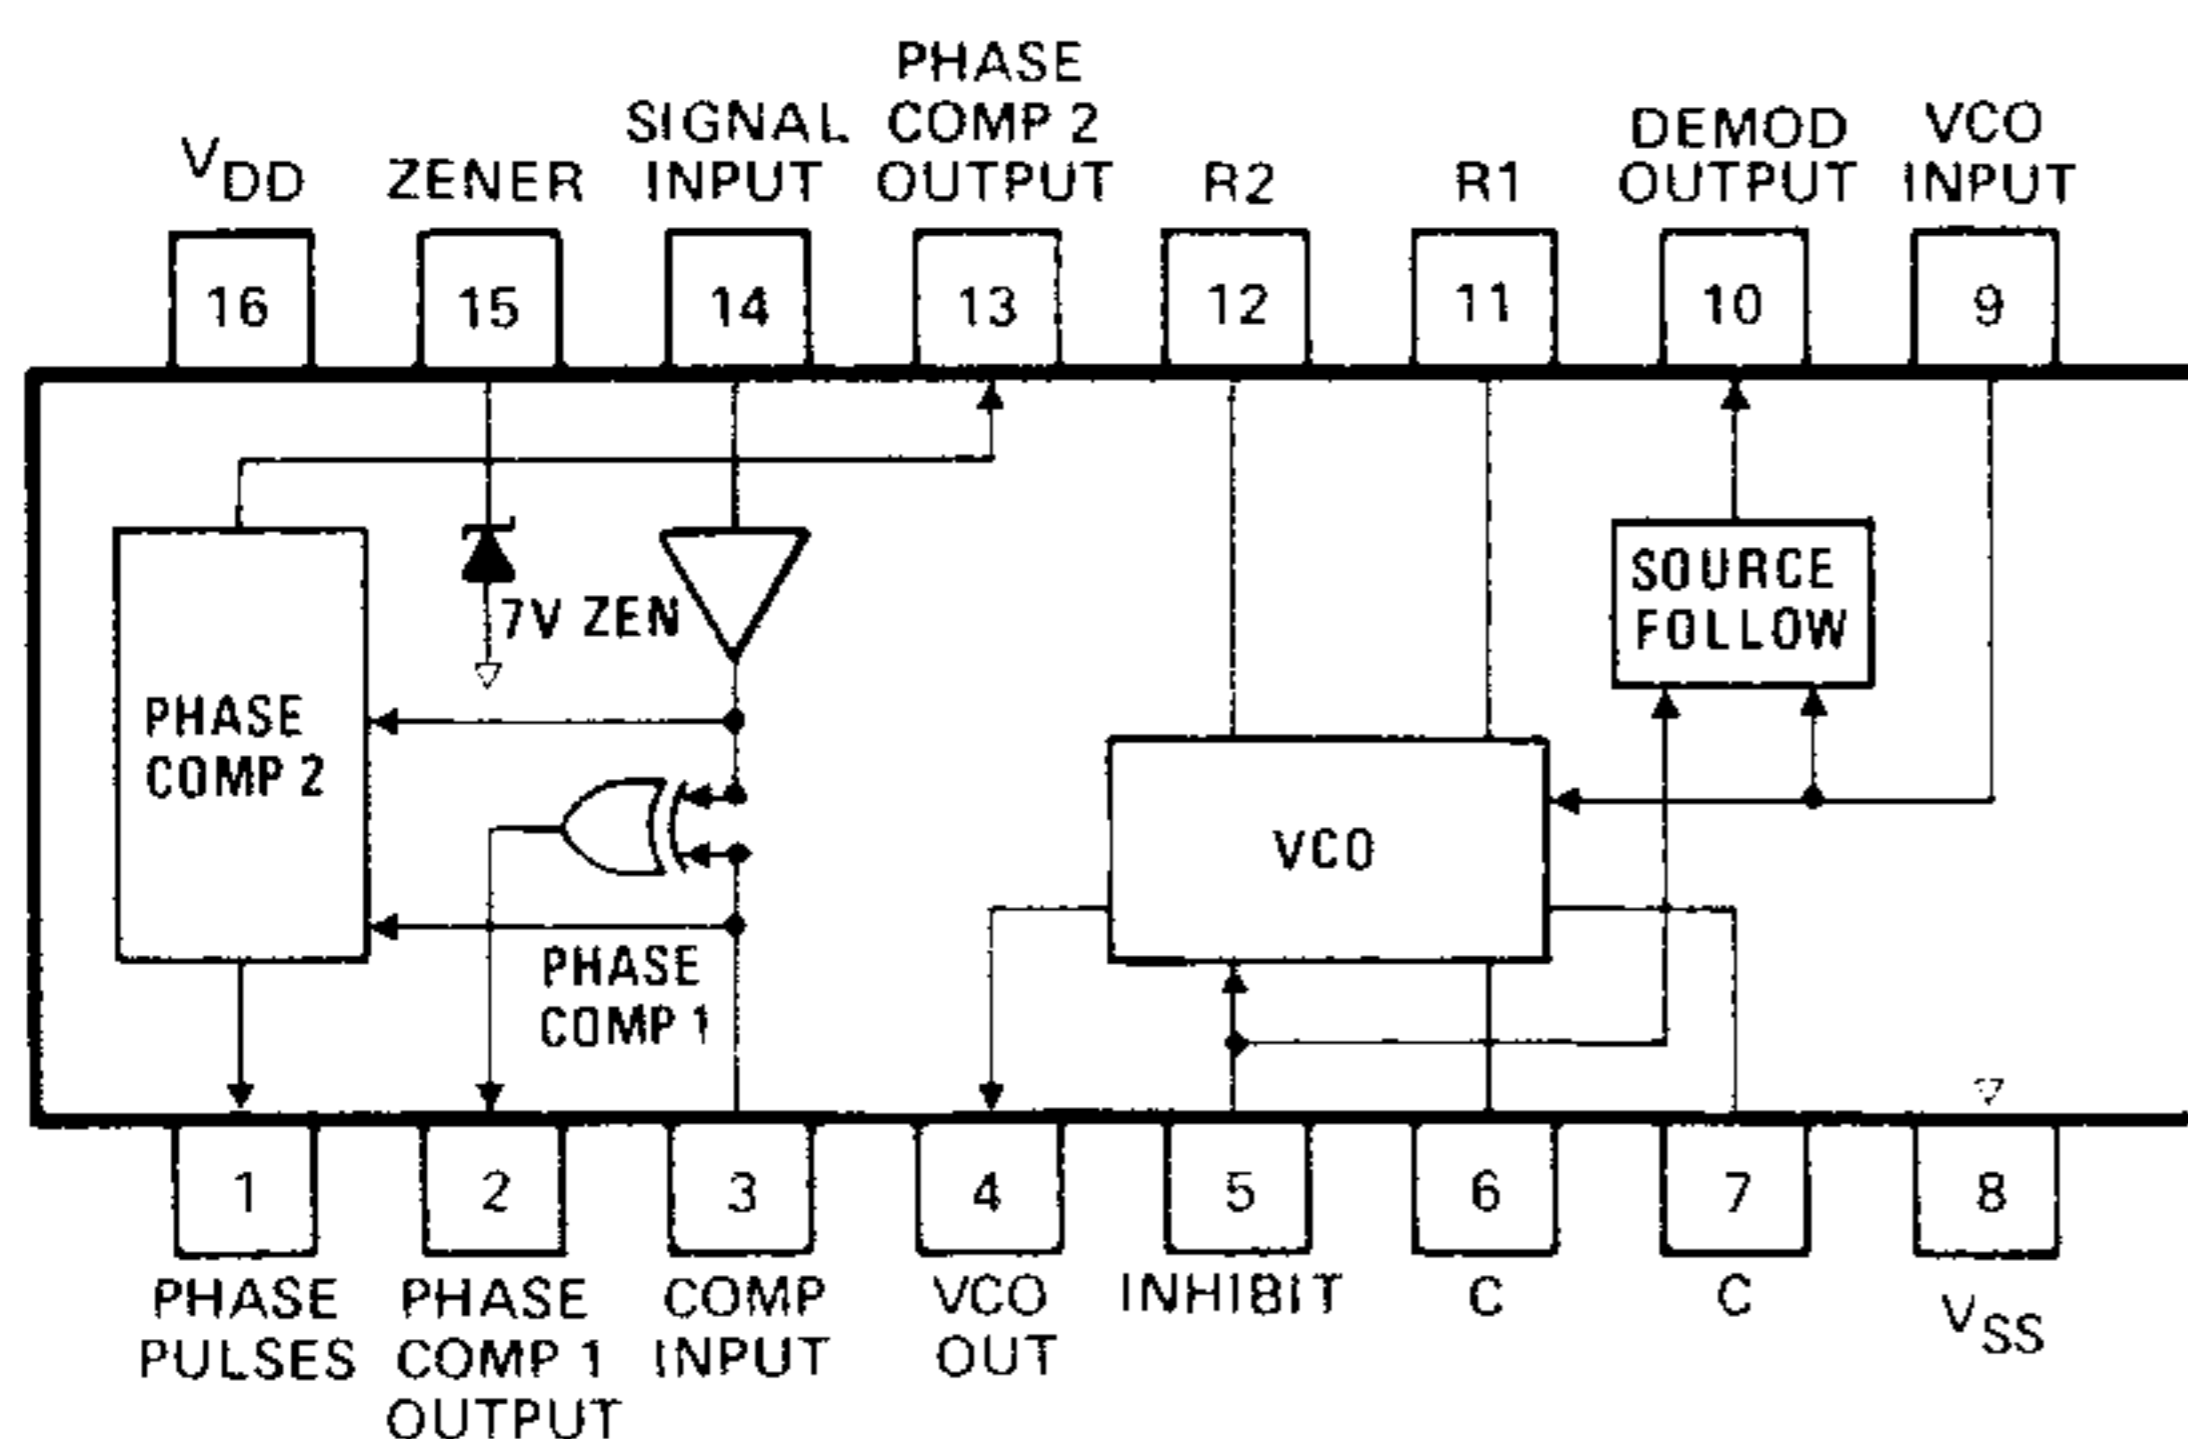 PHASE
SIGNAL COMP 2 DEMOD VCO
VDD ZENER INPUT OUTPUT R2 R1 OUTPUT INPUT
16 15 14 13 12 11 10 9
SOURCE
FOLLOW
7V ZEN
PHASE
COMP 2
VCO
PHASE
COMP 1
1 2 3 4 5 6 7 8
PHASE PHASE COMP VCO INHIBIT C C VSS
PULSES COMP 1 INPUT OUT
OUTPUT